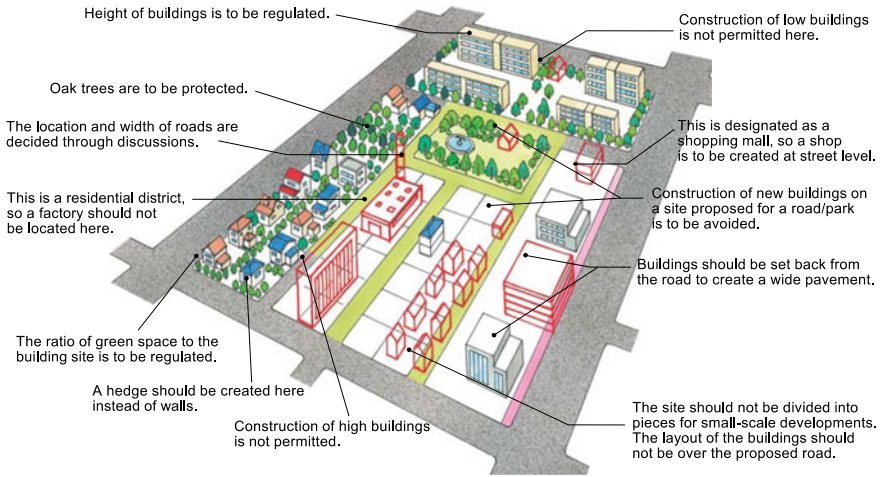 Height of buildings is to be regulated.
Construction of low buildings
is not permitted here.
Oak trees are to be protected.
The location and width of roads are
decided through discussions.
This is designated as a
shopping mall, so a shop
is to be created at street level.
This is a residential district,
so a factory should not
be located here.
Construction of new buildings on
a site proposed for a road/park
is to be avoided.
Buildings should be set back from
the road to create a wide pavement.
The ratio of green space to the
building site is to be regulated.
A hedge should be created here
instead of walls.
Construction of high buildings
is not permitted.
The site should not be divided into
pieces for small-scale developments.
The layout of the buildings should
not be over the proposed road.